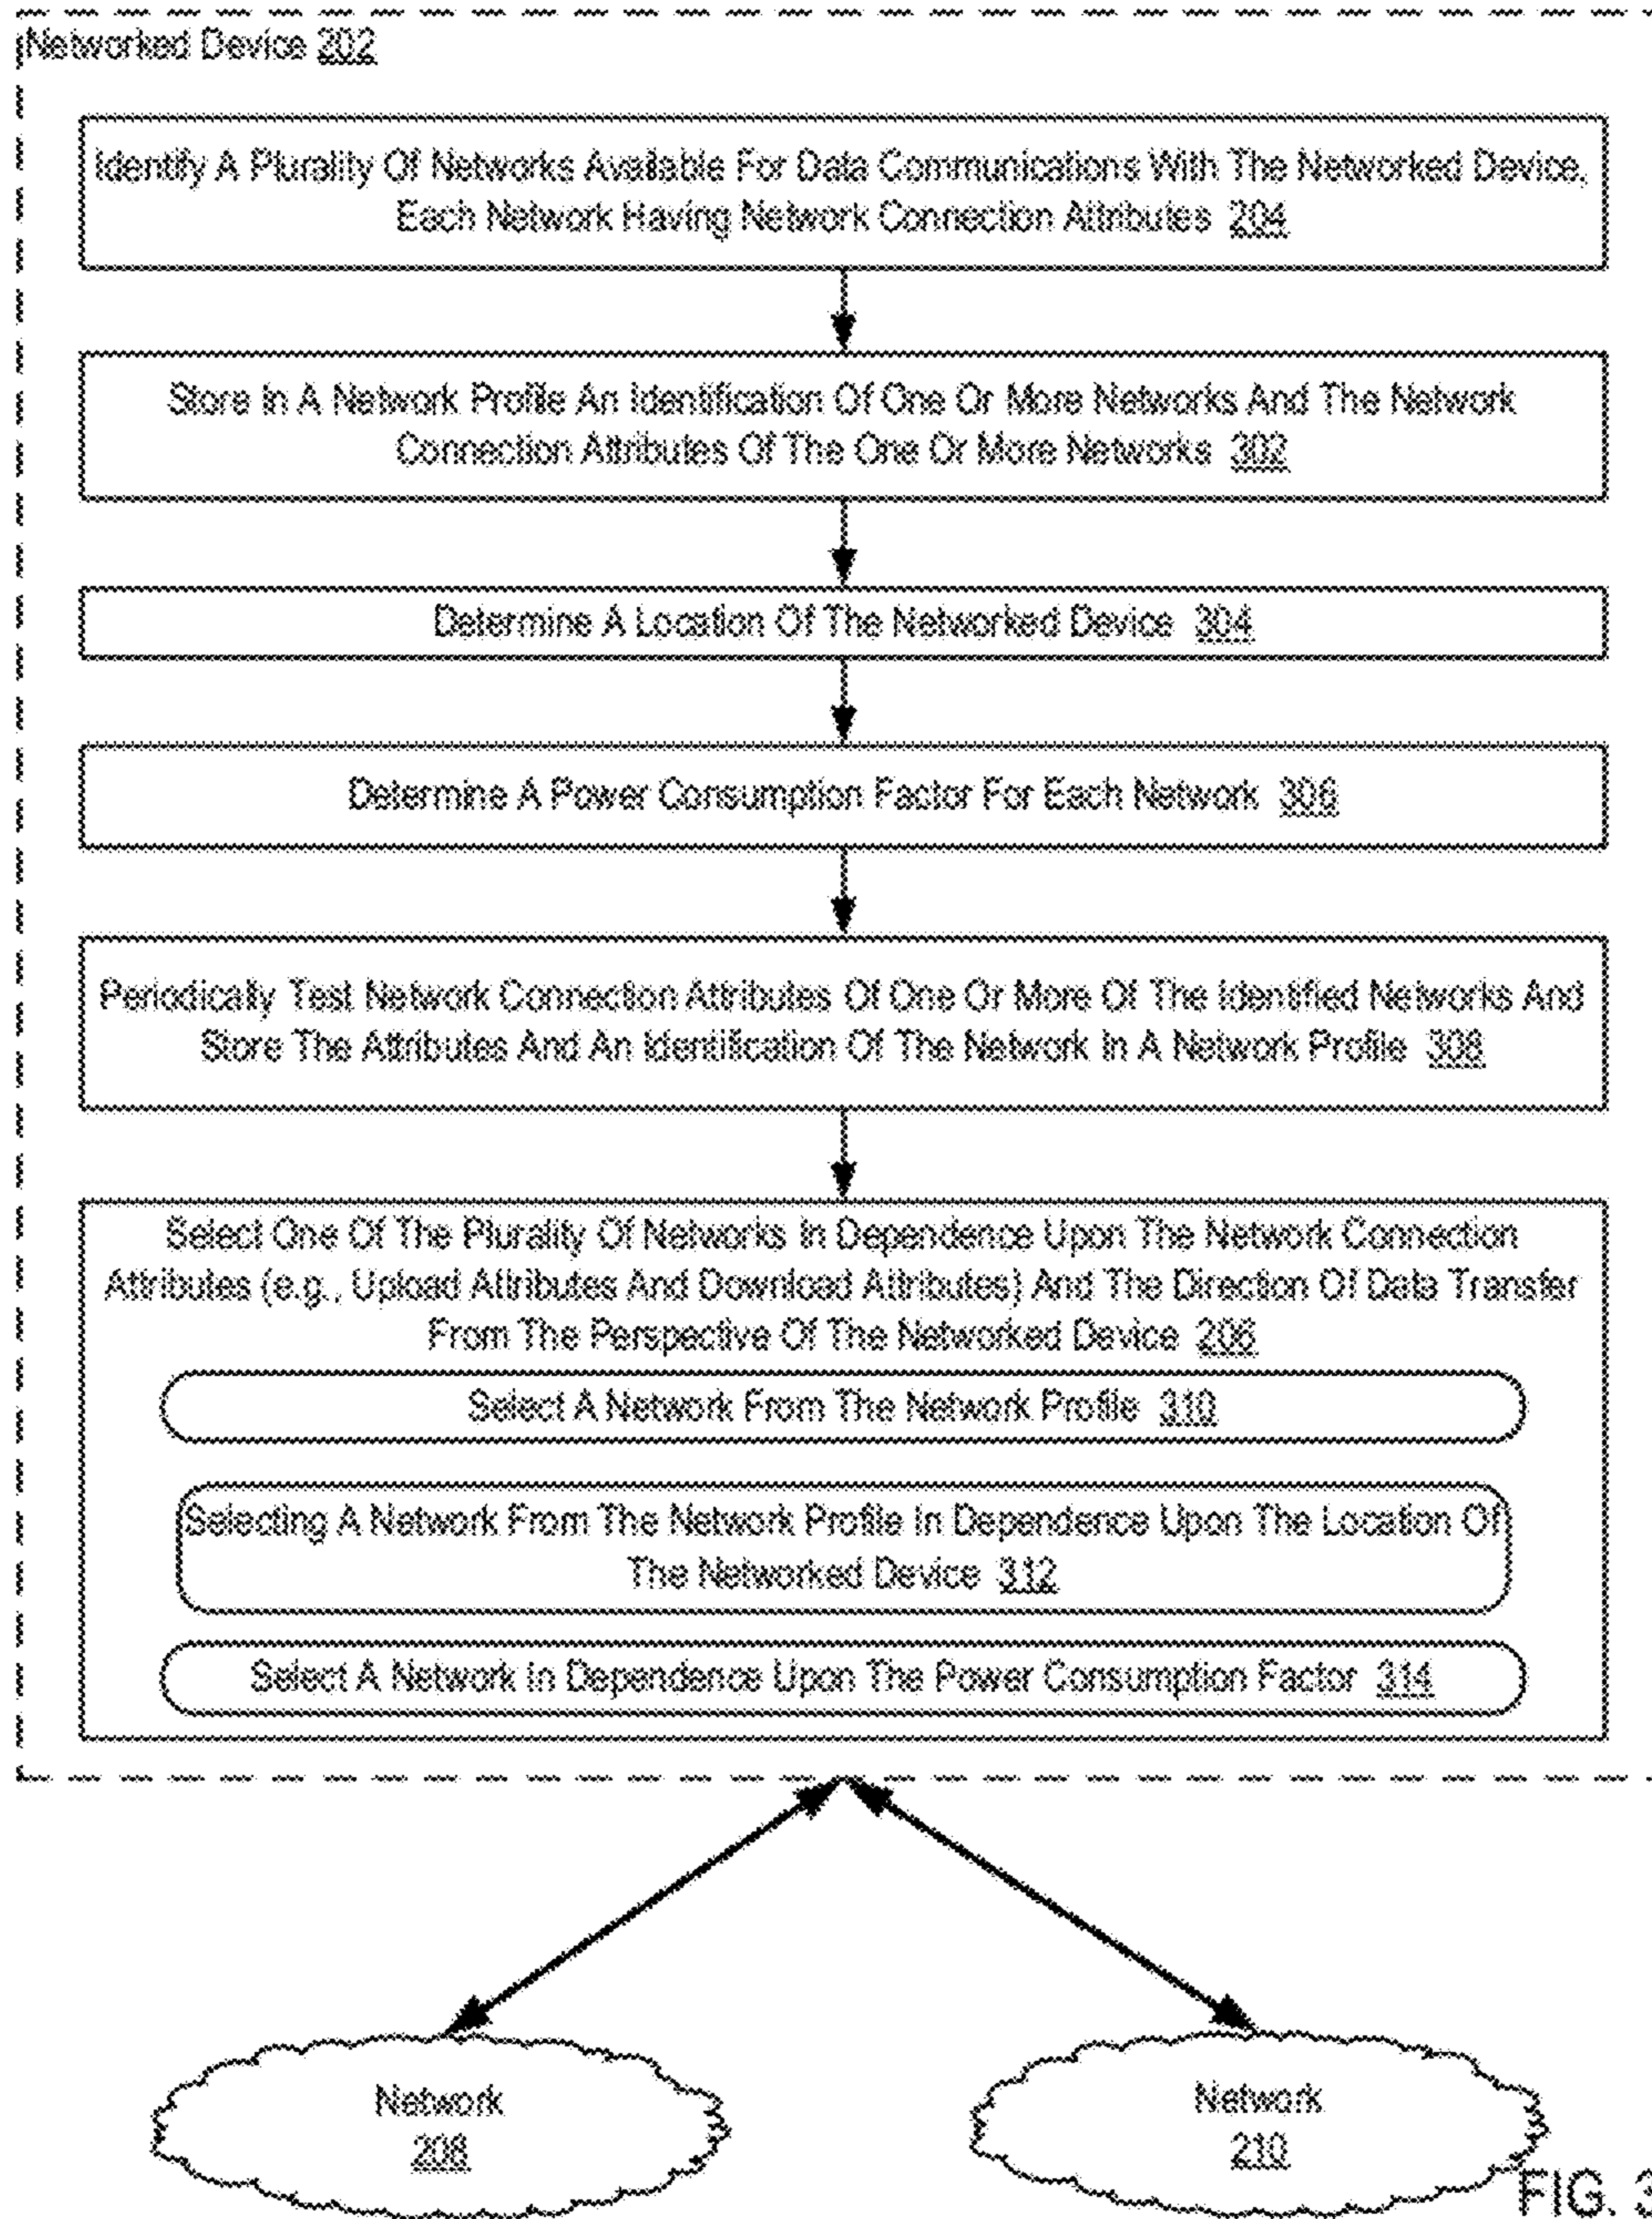 Networked Device 202
Identify A Plurality Of Networks Available For Data Communications With The Networked Device,
Each Network Having Network Connection Attributes 204
Store In A Network Profile An Identification Of One Or More Networks And The Network
Connection Attributes Of The One Or More Networks 302
Determine A Location Of The Networked Device 304
Determine A Power Consumption Factor For Each Network 306
Periodically Test Network Connection Attributes Of One Or More Of The Identified Networks And
Store The Attributes And An Identification Of The Network In A Network Profile 308
Select One Of The Plurality Of Networks In Dependence Upon The Network Connection
Attributes (e.g., Upload Attributes And Download Attributes) And The Direction Of Data Transfer
From The Perspective Of The Networked Device 206
Select A Network From The Network Profile 310
Selecting A Network From The Network Profile In Dependence Upon The Location Of
The Networked Device 312
Select A Network In Dependence Upon The Power Consumption Factor 314
Network
208
Network
210
FIG. 3